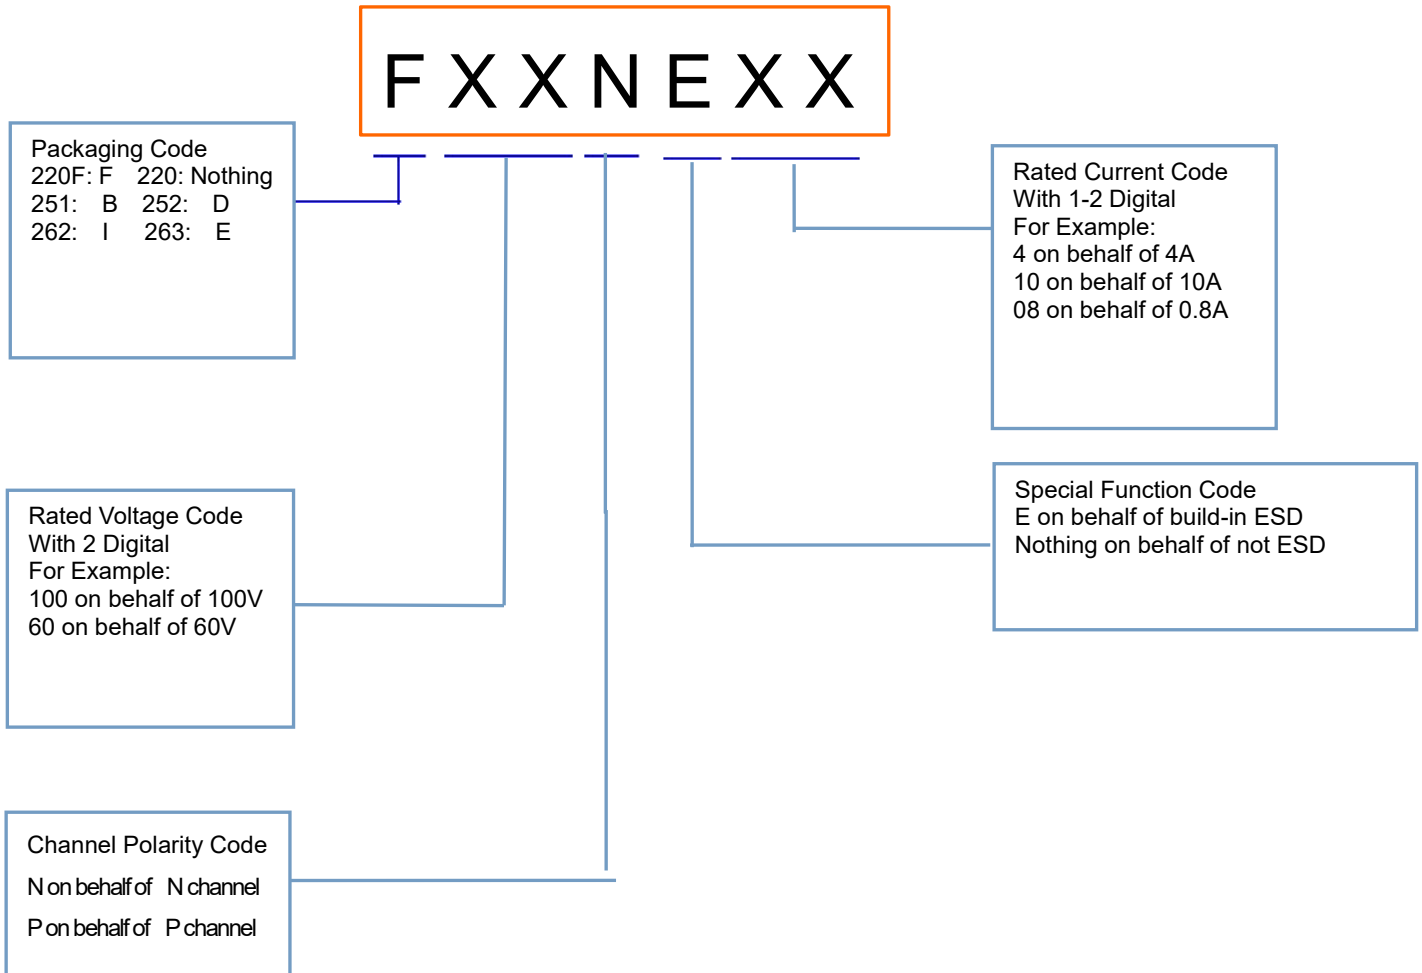 F X X N E X X
Packaging Code
220F: F 220: Nothing
251: B 252: D
262: I 263: E
Rated Current Code
With 1-2 Digital
For Example:
4 on behalf of 4A
10 on behalf of 10A
08 on behalf of 0.8A
Rated Voltage Code
With 2 Digital
For Example:
100 on behalf of 100V
60 on behalf of 60V
Special Function Code
E on behalf of build-in ESD
Nothing on behalf of not ESD
Channel Polarity Code
N on behalf of N channel
P on behalf of P channel